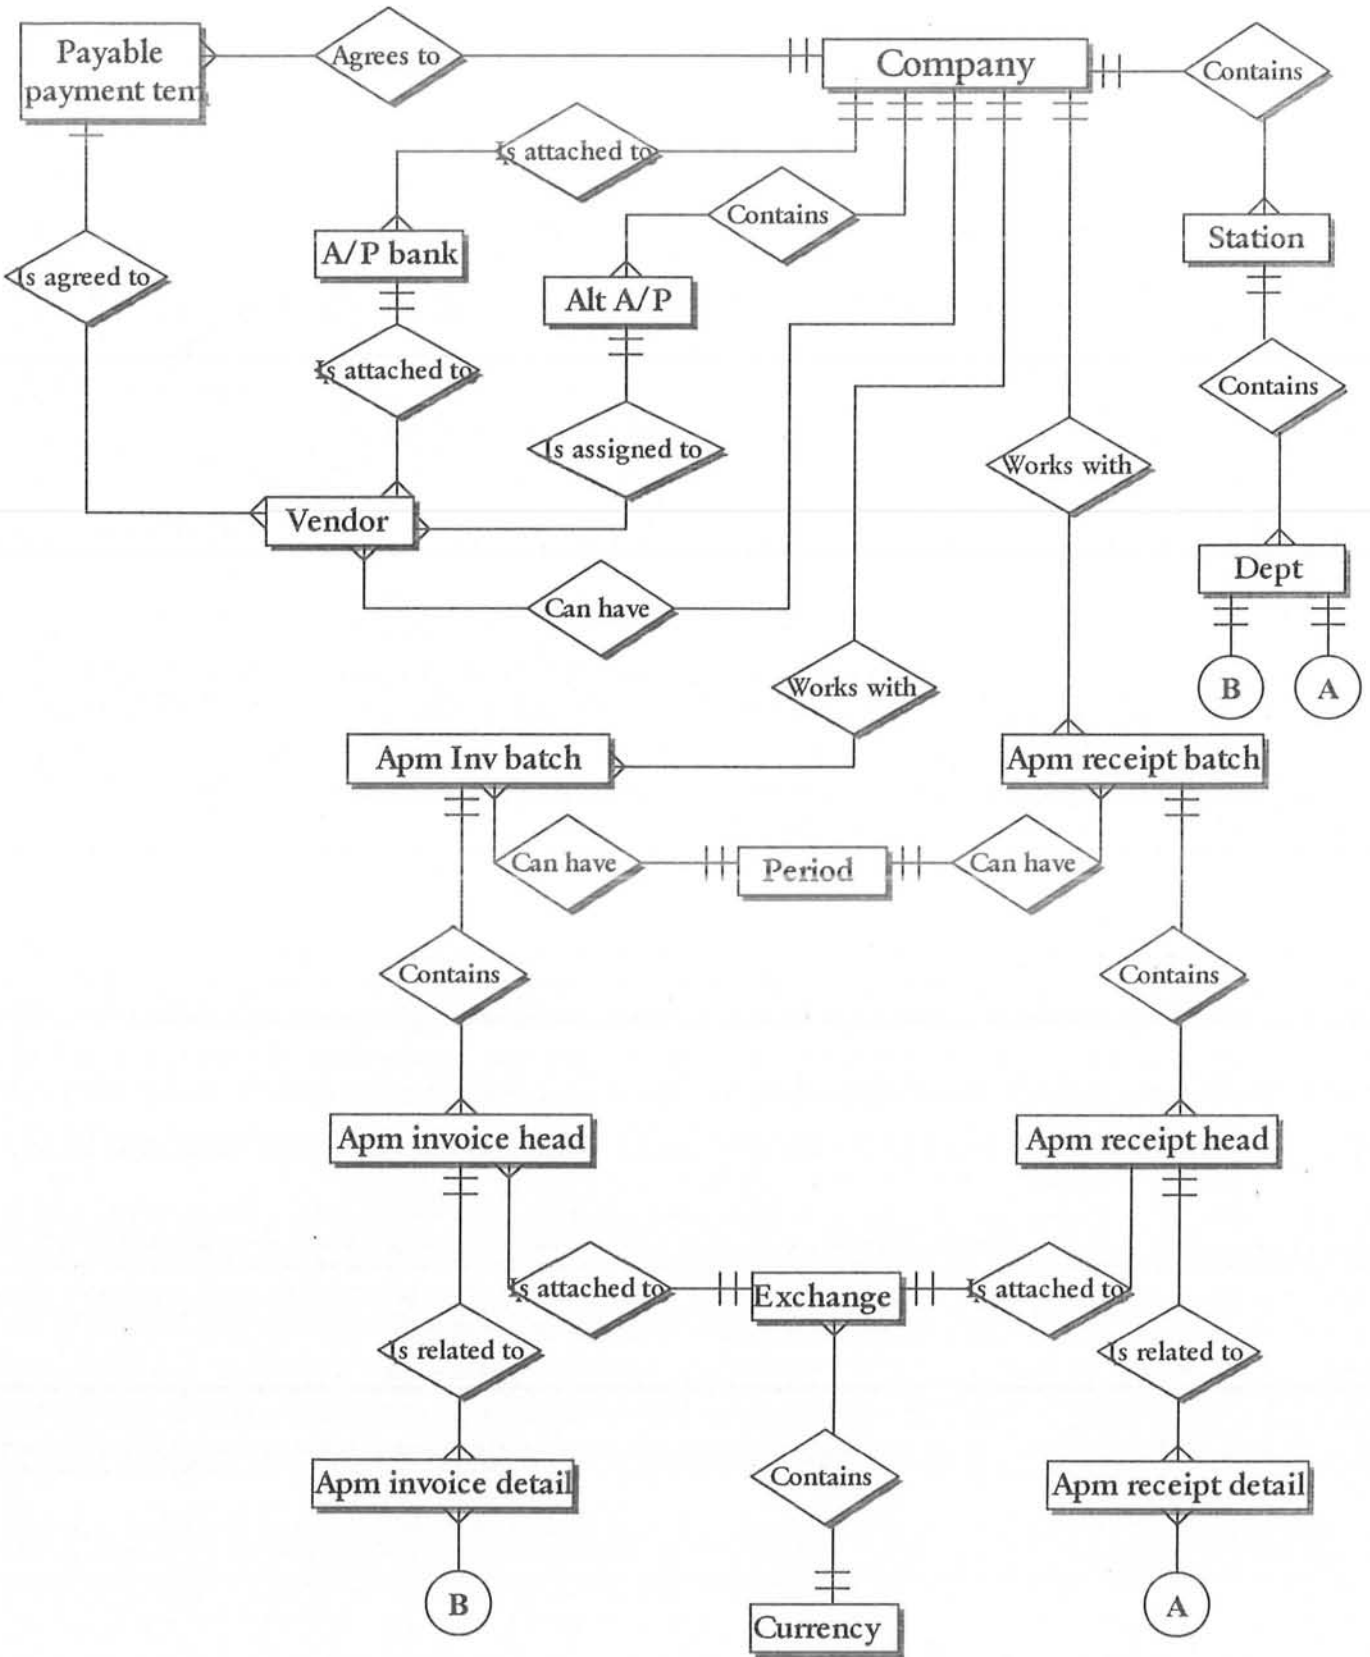 Payable
payment tem
Agrees to
Company
Contains
Is attached to
Contains
A/P bank
Station
Is agreed to
Alt A/P
Is attached to
Contains
Is assigned to
Works with
Vendor
Dept
Can have
B
A
Works with
Apm Inv batch
Apm receipt batch
Can have
Period
Can have
Contains
Contains
Apm invoice head
Apm receipt head
Is attached to
Exchange
Is attached to
Is related to
Is related to
Contains
Apm invoice detail
Apm receipt detail
B
A
Currency